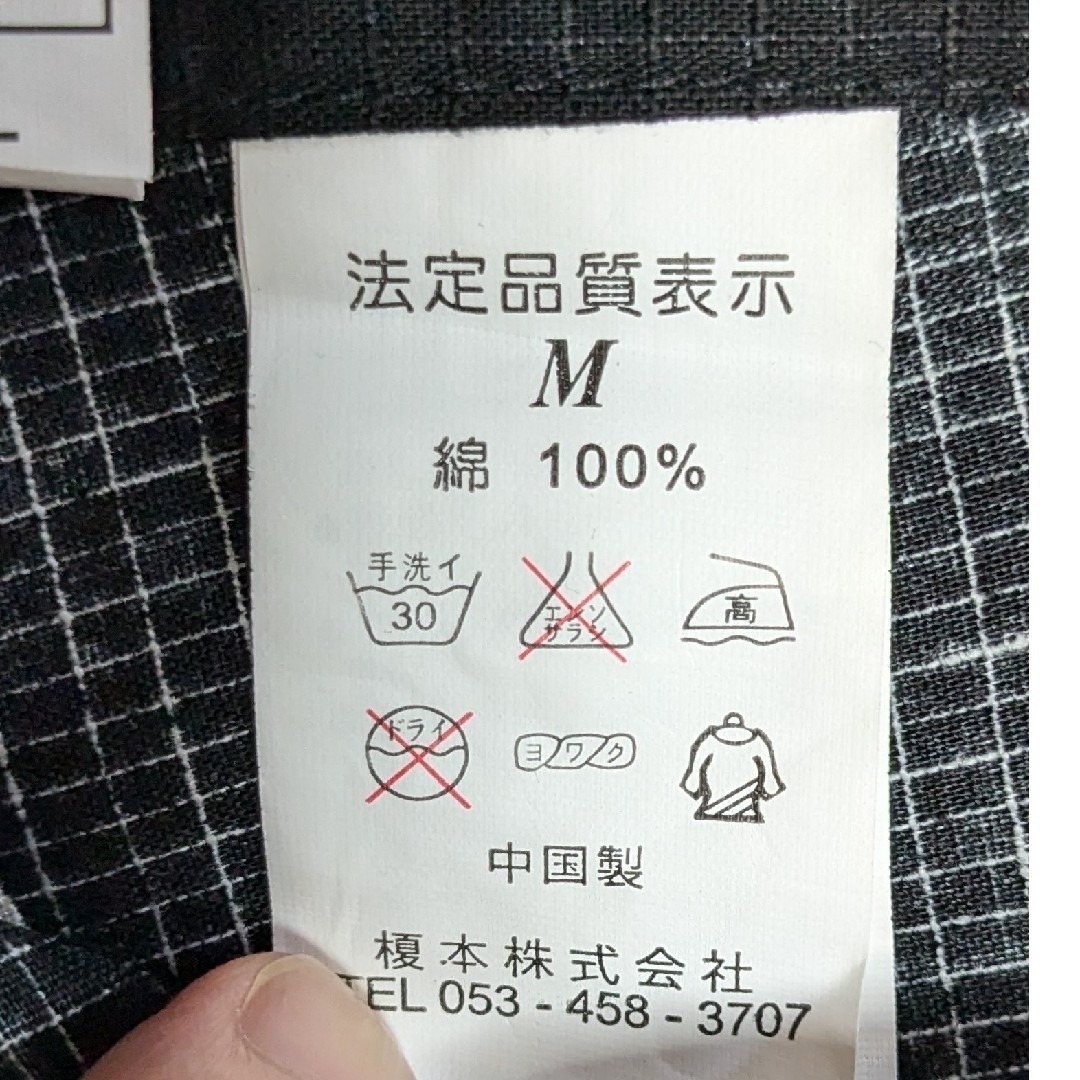 法定品質表示
M
綿 100%
手洗イ
30
エンソ
サラシ
高
ドライ
ヨワク
中国製
榎本株式会社
TEL 053-458-3707